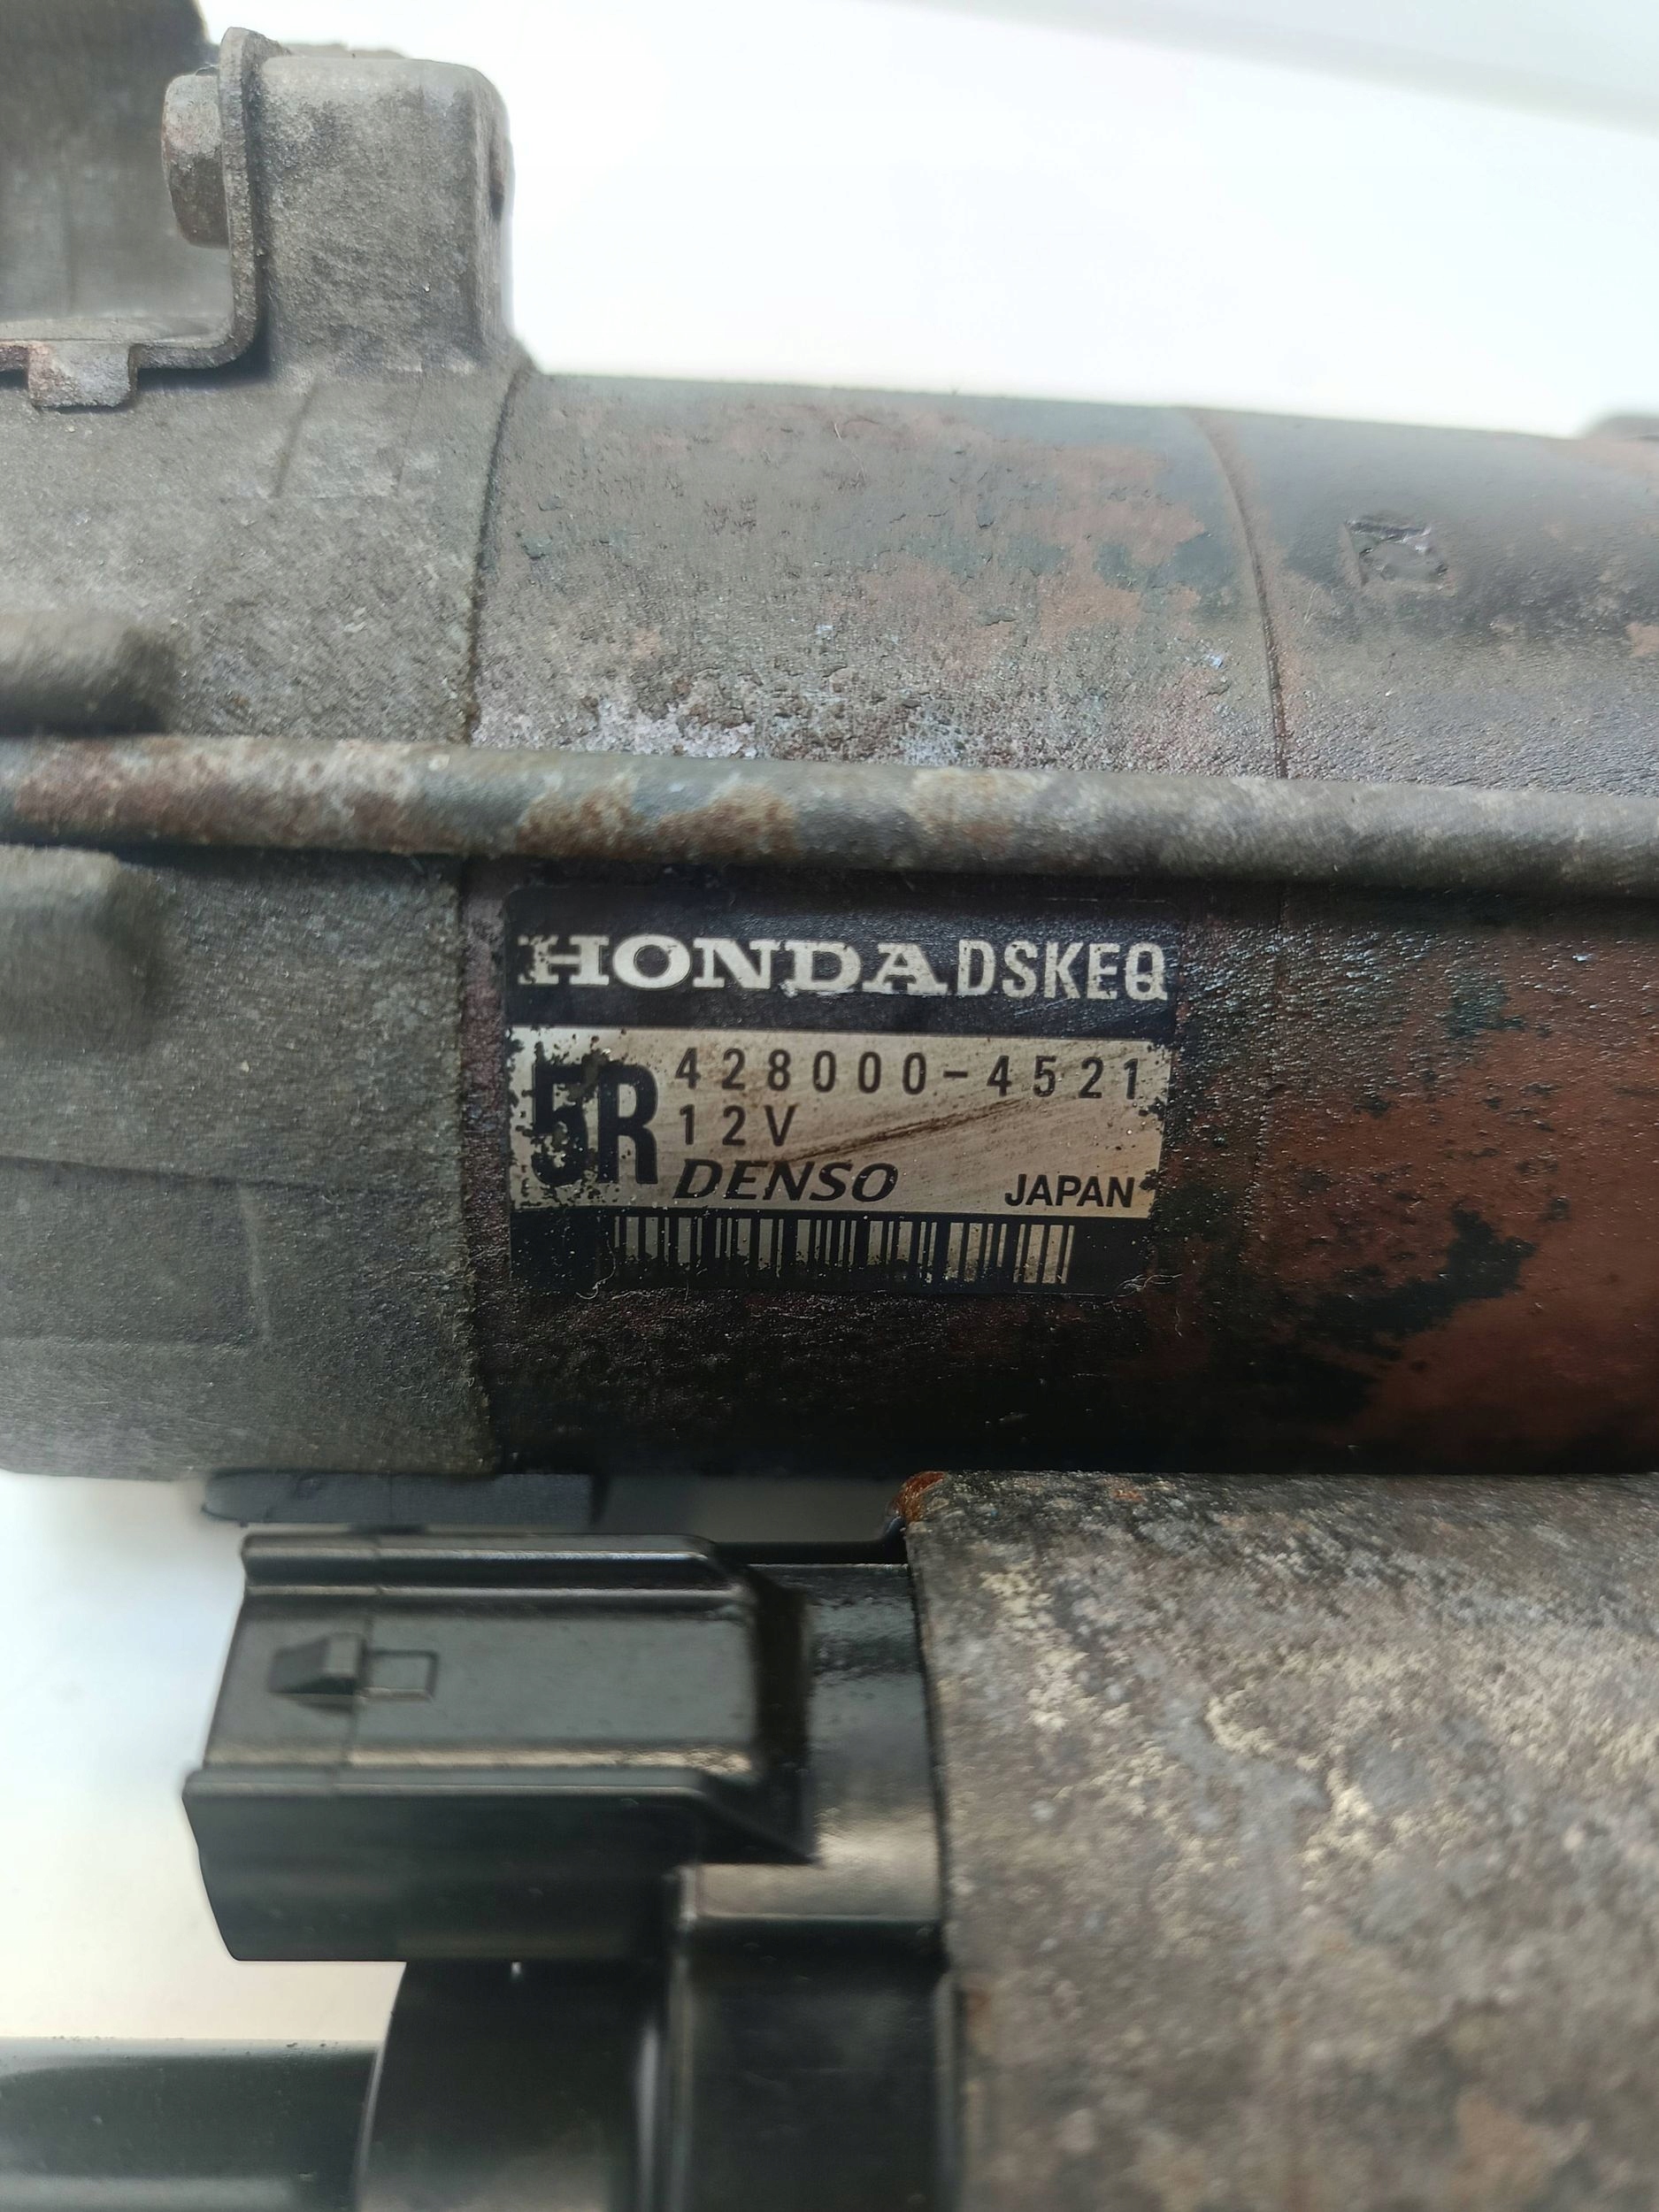 HONDA DSKEQ
5R 428000-4521
12V
DENSO JAPAN